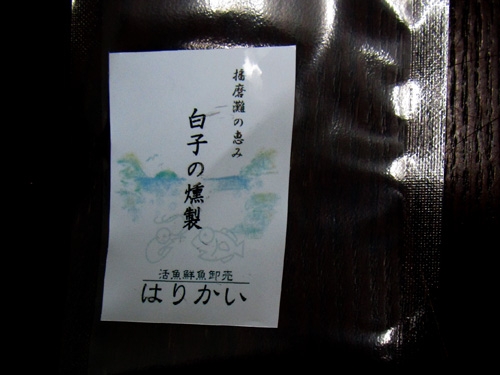 播磨灘の恵み
白子の燻製
活魚鮮魚卸売
はりかい